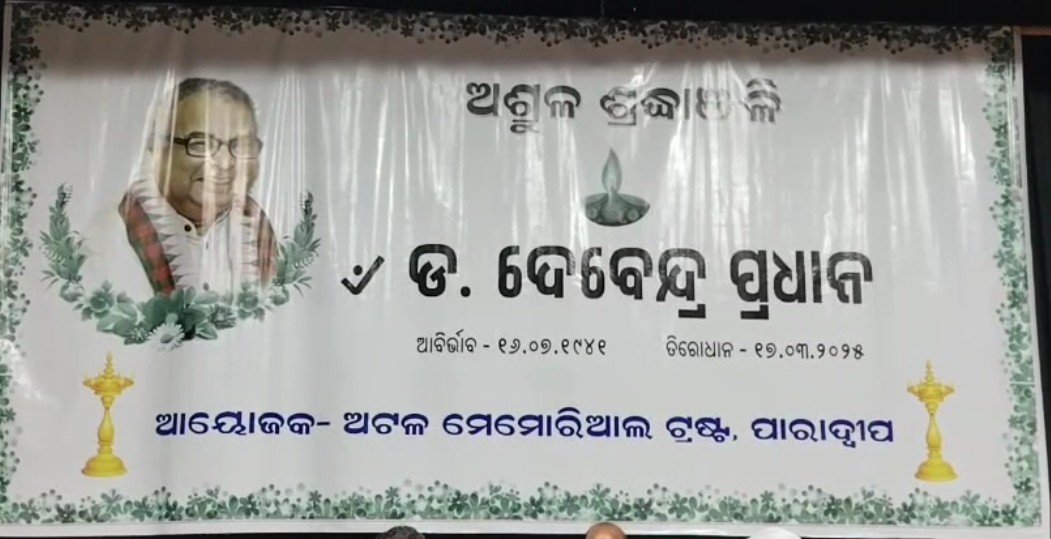 ଅଶ୍ରୁଳ ଶ୍ରଦ୍ଧାଞ୍ଜଳି
ଡ. ଦେବେନ୍ଦ୍ର ପ୍ରଧାନ
ଆବିର୍ଭାବ - ୧୬.୦୭.୧୯୪୧ ତିରୋଧାନ - ୧୭.୦୩.୨୦୨୫
ଆୟୋଜକ- ଅଟଳ ମେମୋରିଆଲ ଟ୍ରଷ୍ଟ, ପାରାଦ୍ୱୀପ